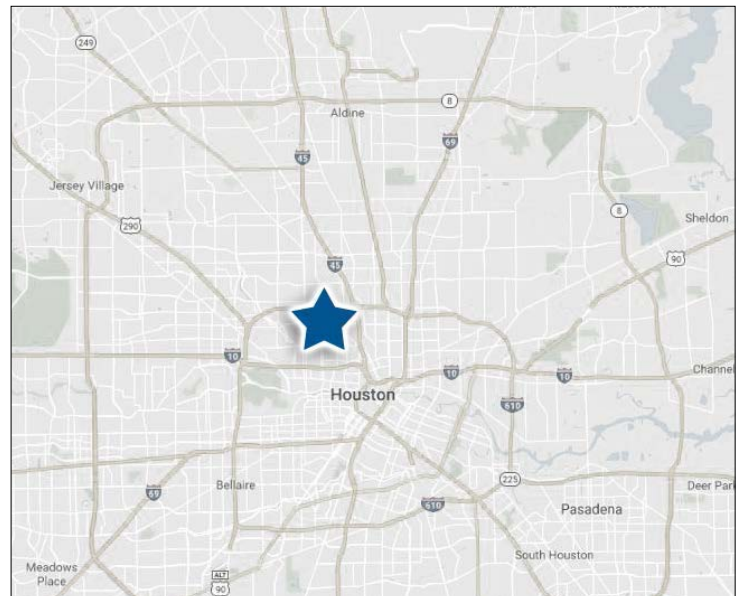 249
8
Aldine
69
45
Jersey Village
8
290
Sheldon
90
45
10
Channel
10
10
Houston
610
225
Deer Park
Bellaire
69
610
Pasadena
South Houston
Meadows
Place
ALT
90